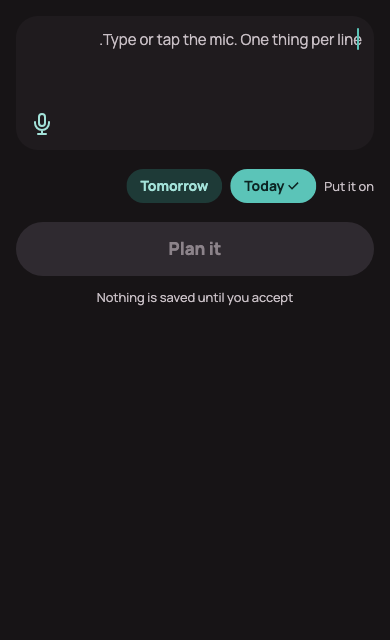 Type or tap the mic. One thing per line.
Put it on Today Tomorrow
Plan it
Nothing is saved until you accept